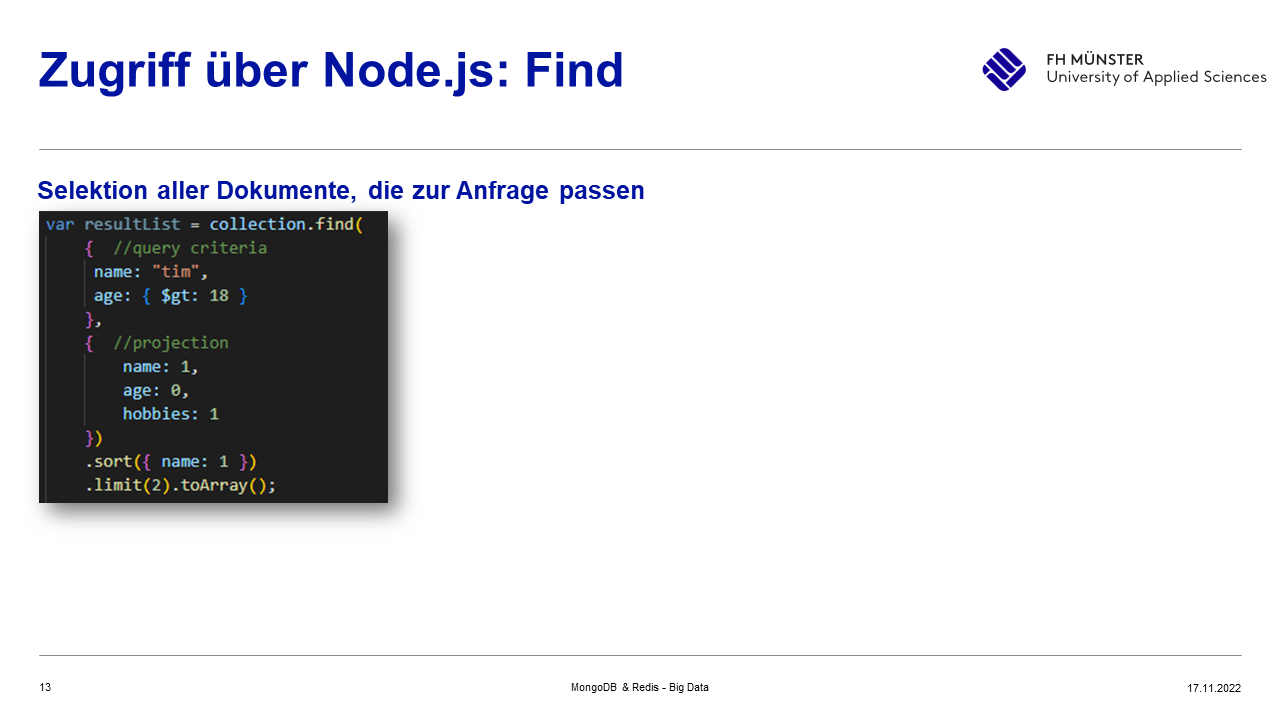 Zugriff über Node.js: Find
FH MÜNSTER
University of Applied Sciences
Selektion aller Dokumente, die zur Anfrage passen
var resultList = collection.find(
{ //query criteria
name: "tim",
age: { $gt: 18 }
},
{ //projection
name: 1,
age: 0,
hobbies: 1
})
.sort({ name: 1 })
.limit(2).toArray();
13
MongoDB & Redis - Big Data
17.11.2022